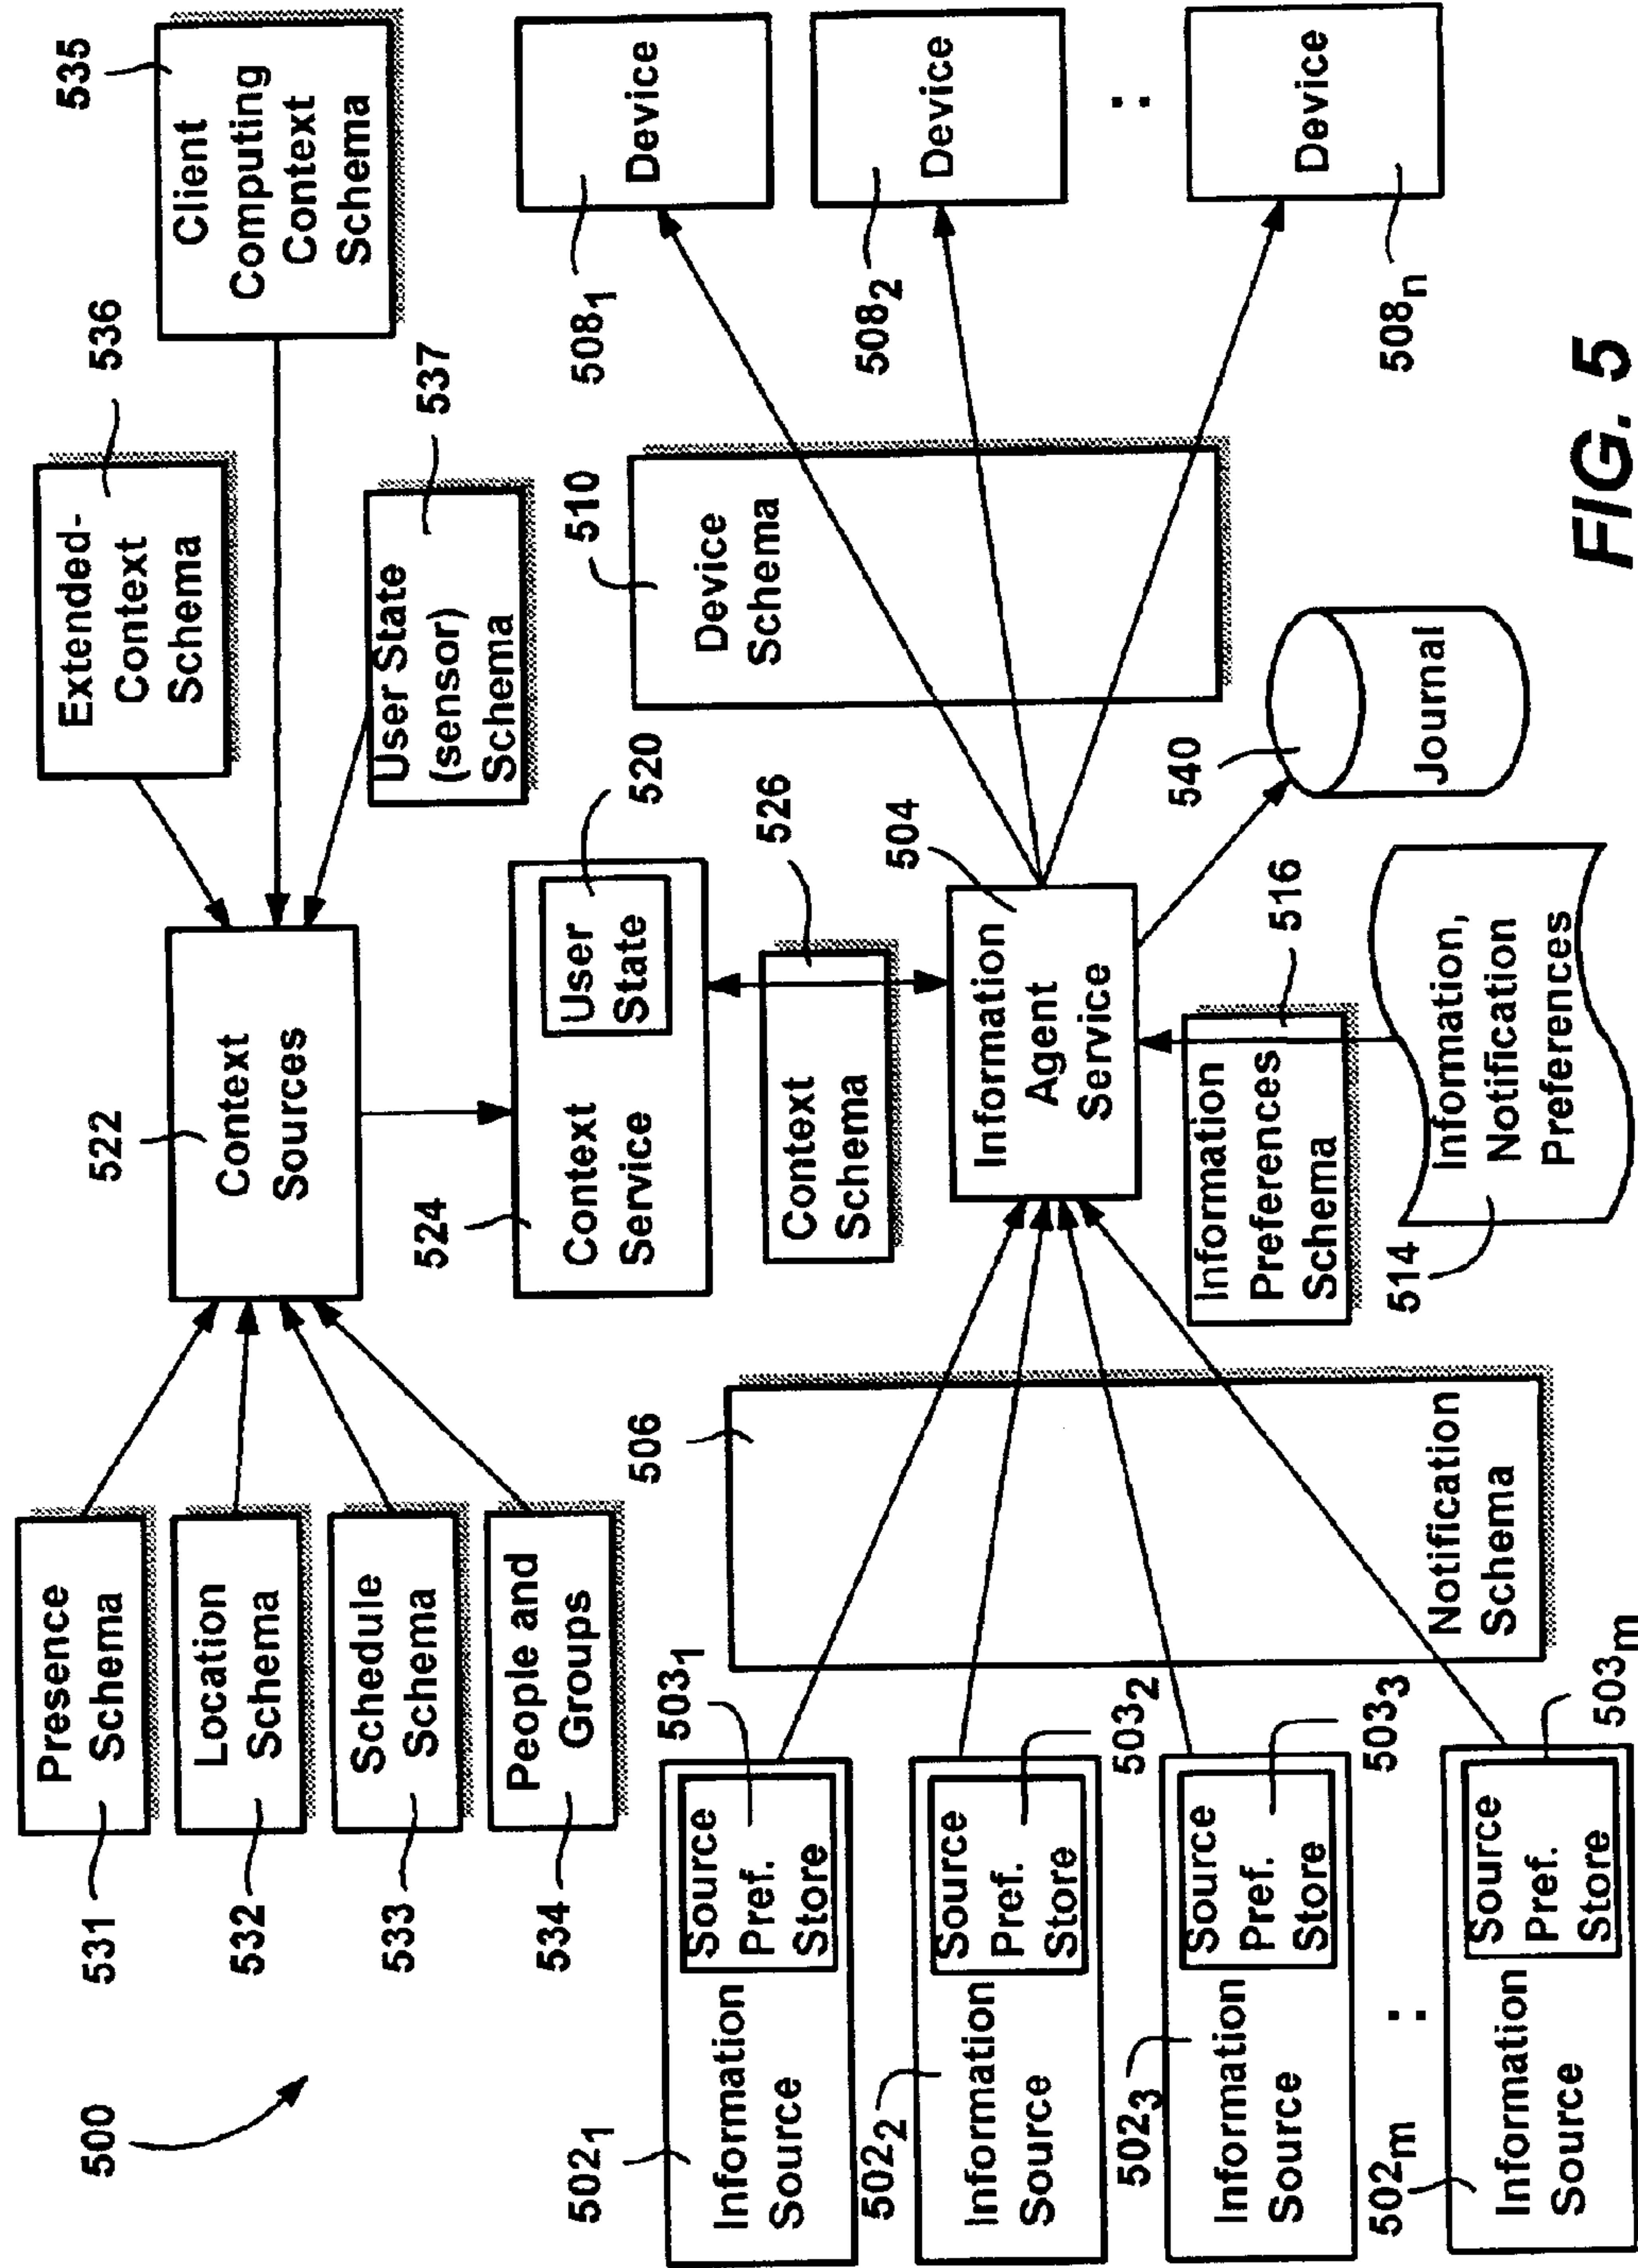 500
531
Presence
Schema
532
Location
Schema
533
Schedule
Schema
534
People and
Groups
522
Context
Sources
Extended-
Context
Schema
536
User State
(sensor)
Schema
537
Client
Computing
Context
Schema
535
524
Context
Service
User
State
520
Context
Schema
526
502₁
Information
Source
Source
Pref.
Store
503₁
502₂
Information
Source
Source
Pref.
Store
503₂
502₃
Information
Source
Source
Pref.
Store
503₃
:
502m
Information
Source
Source
Pref.
Store
503m
506
Notification
Schema
504
Information
Agent
Service
Information
Preferences
Schema
516
514
Information,
Notification
Preferences
540
Journal
510
Device
Schema
508₁
Device
508₂
Device
:
508n
Device
FIG. 5